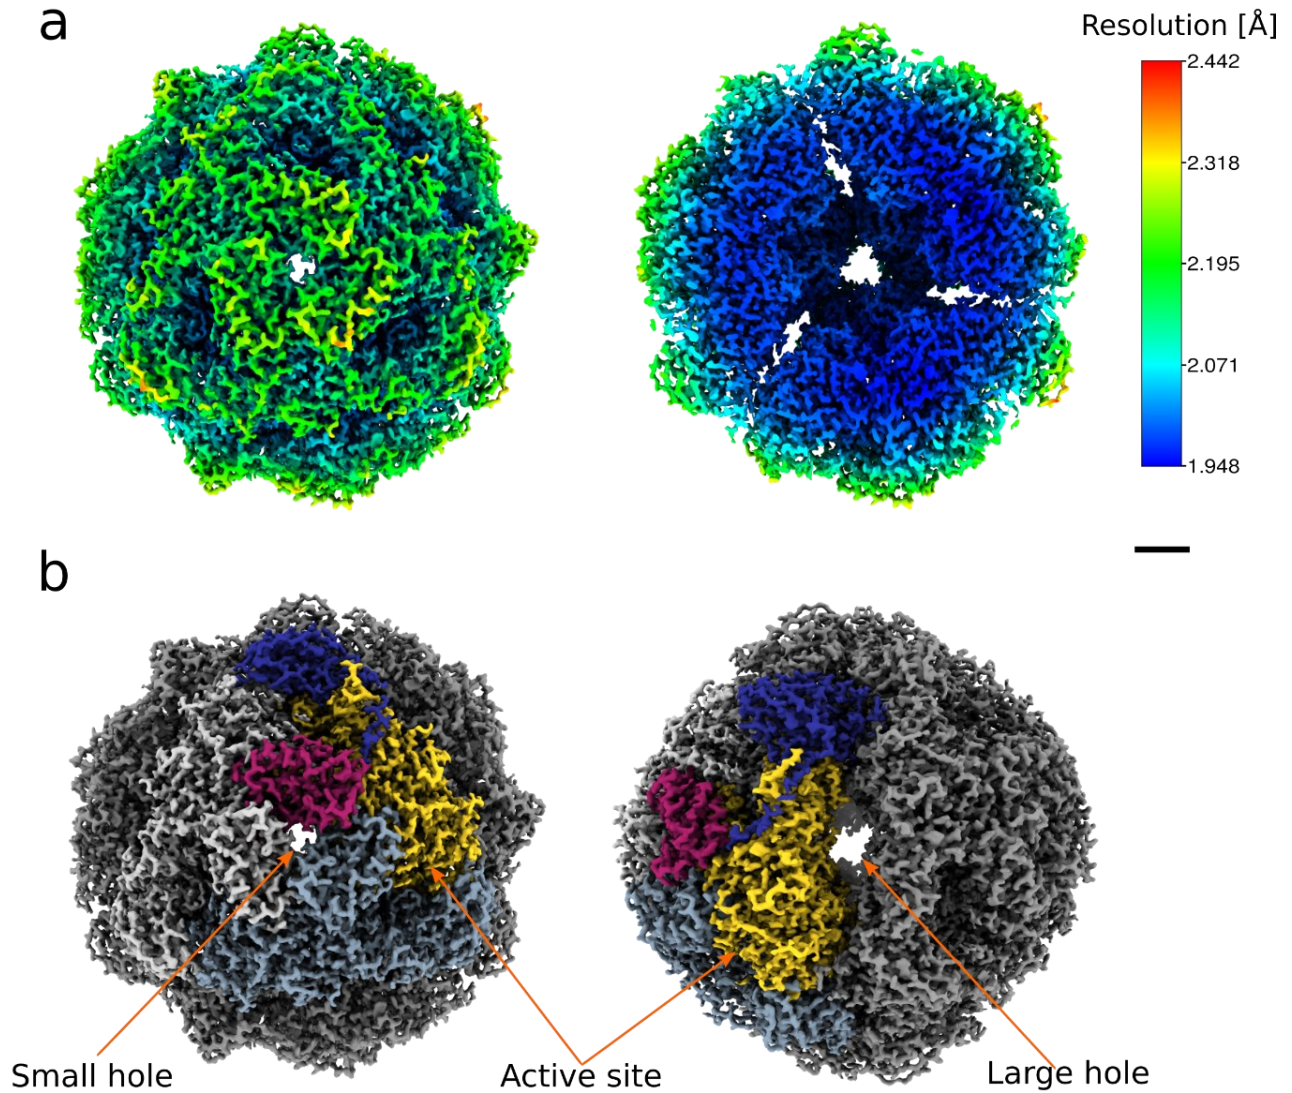 a
Resolution [Å]
2.442
2.318
2.195
2.071
1.948
b
Small hole
Active site
Large hole